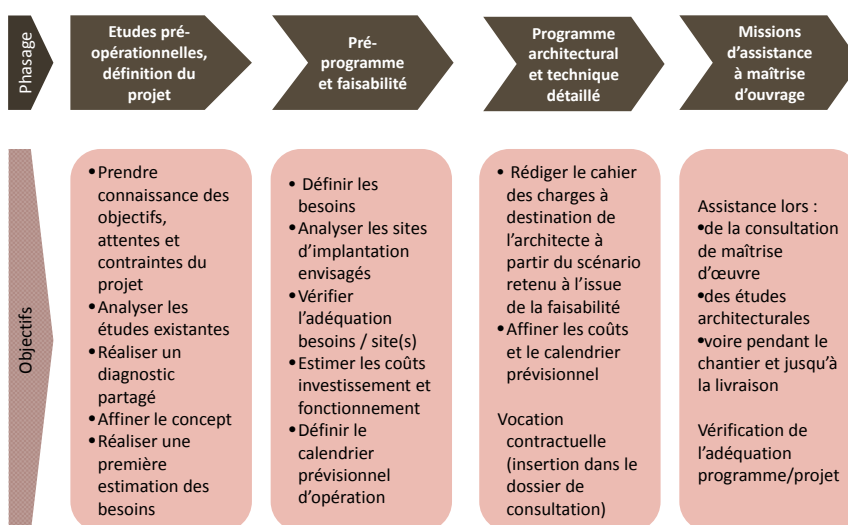 Phasage
Etudes pré-
opérationnelles,
définition du
projet
Pré-
programme
et faisabilité
Programme
architectural
et technique
détaillé
Missions
d'assistance
à maîtrise
d'ouvrage
Objectifs
•Prendre
connaissance des
objectifs,
attentes et
contraintes du
projet
•Analyser les
études existantes
•Réaliser un
diagnostic
partagé
•Affiner le concept
•Réaliser une
première
estimation des
besoins
• Définir les
besoins
•Analyser les sites
d'implantation
envisagés
•Vérifier
l'adéquation
besoins / site(s)
•Estimer les coûts
investissement et
fonctionnement
•Définir le
calendrier
prévisionnel
d'opération
• Rédiger le cahier
des charges à
destination de
l'architecte à
partir du scénario
retenu à l'issue
de la faisabilité
•Affiner les coûts
et le calendrier
prévisionnel
Vocation
contractuelle
(insertion dans le
dossier de
consultation)
Assistance lors :
•de la consultation
de maîtrise
d'œuvre
•des études
architecturales
•voire pendant le
chantier et jusqu'à
la livraison
Vérification de
l'adéquation
programme/projet